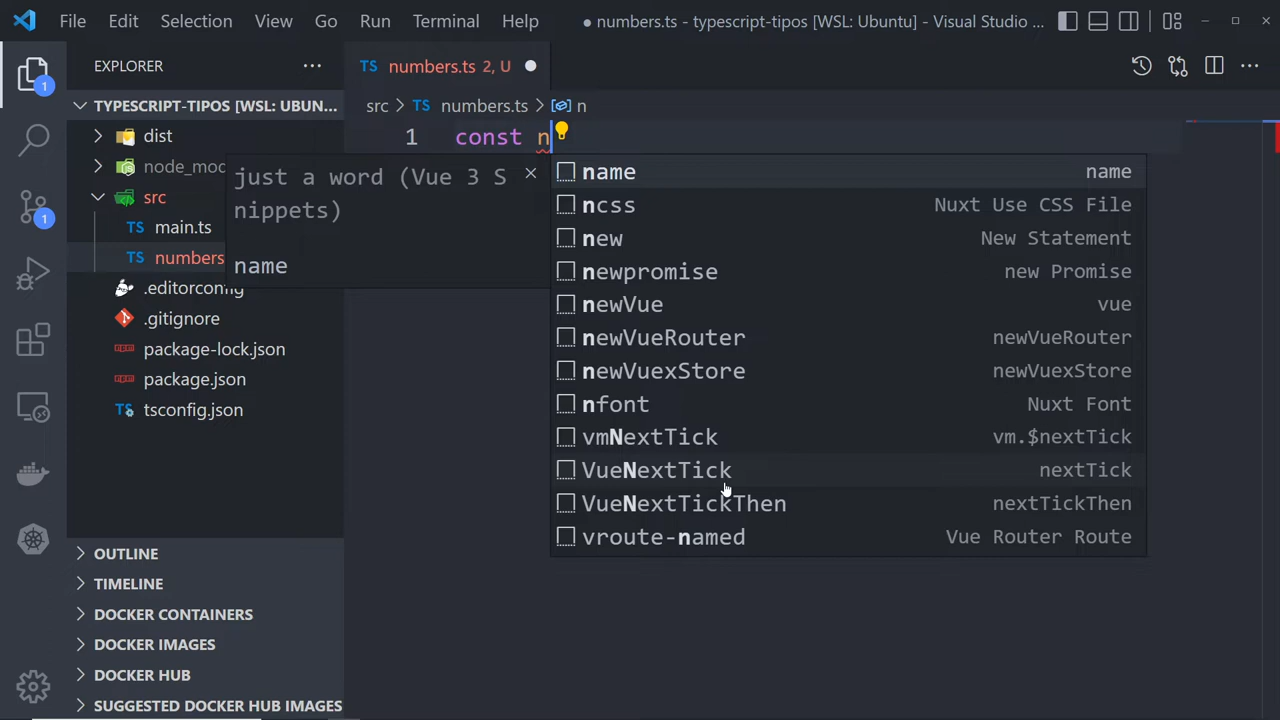 File Edit Selection View Go Run Terminal Help ● numbers.ts - typescript-tipos [WSL: Ubuntu] - Visual Studio ...
1
EXPLORER ...
TS numbers.ts 2, U
TYPESCRIPT-TIPOS [WSL: UBUN...
src > TS numbers.ts > n
dist
node_mod
src
TS main.ts
TS numbers
.editorconfig
.gitignore
package-lock.json
package.json
TS tsconfig.json
1
OUTLINE
TIMELINE
DOCKER CONTAINERS
DOCKER IMAGES
DOCKER HUB
SUGGESTED DOCKER HUB IMAGES
1 const n
just a word (Vue 3 S
nippets)
name
name name
ncss Nuxt Use CSS File
new New Statement
newpromise new Promise
newVue vue
newVueRouter newVueRouter
newVuexStore newVuexStore
nfont Nuxt Font
vmNextTick vm.$nextTick
VueNextTick nextTick
VueNextTickThen nextTickThen
vroute-named Vue Router Route